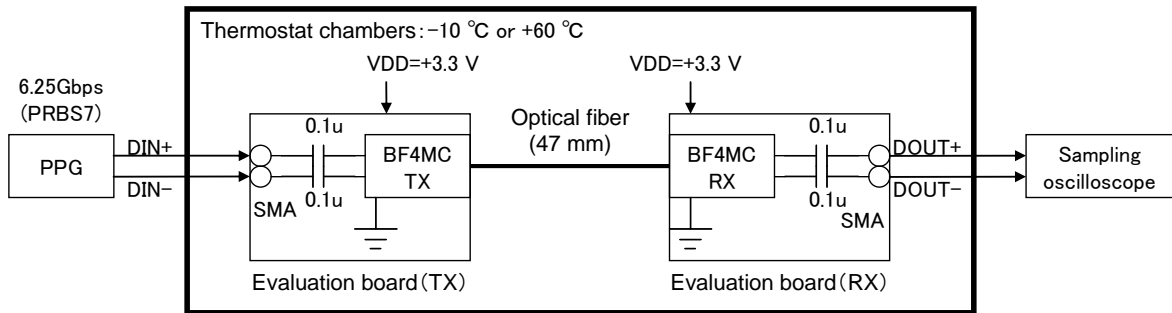 Thermostat chambers:−10 ℃ or +60 ℃
VDD=+3.3 V
VDD=+3.3 V
6.25Gbps
(PRBS7)
PPG
DIN+
DIN−
0.1u
0.1u
SMA
BF4MC
TX
Optical fiber
(47 mm)
BF4MC
RX
0.1u
0.1u
SMA
DOUT+
DOUT−
Sampling
oscilloscope
Evaluation board(TX)
Evaluation board(RX)